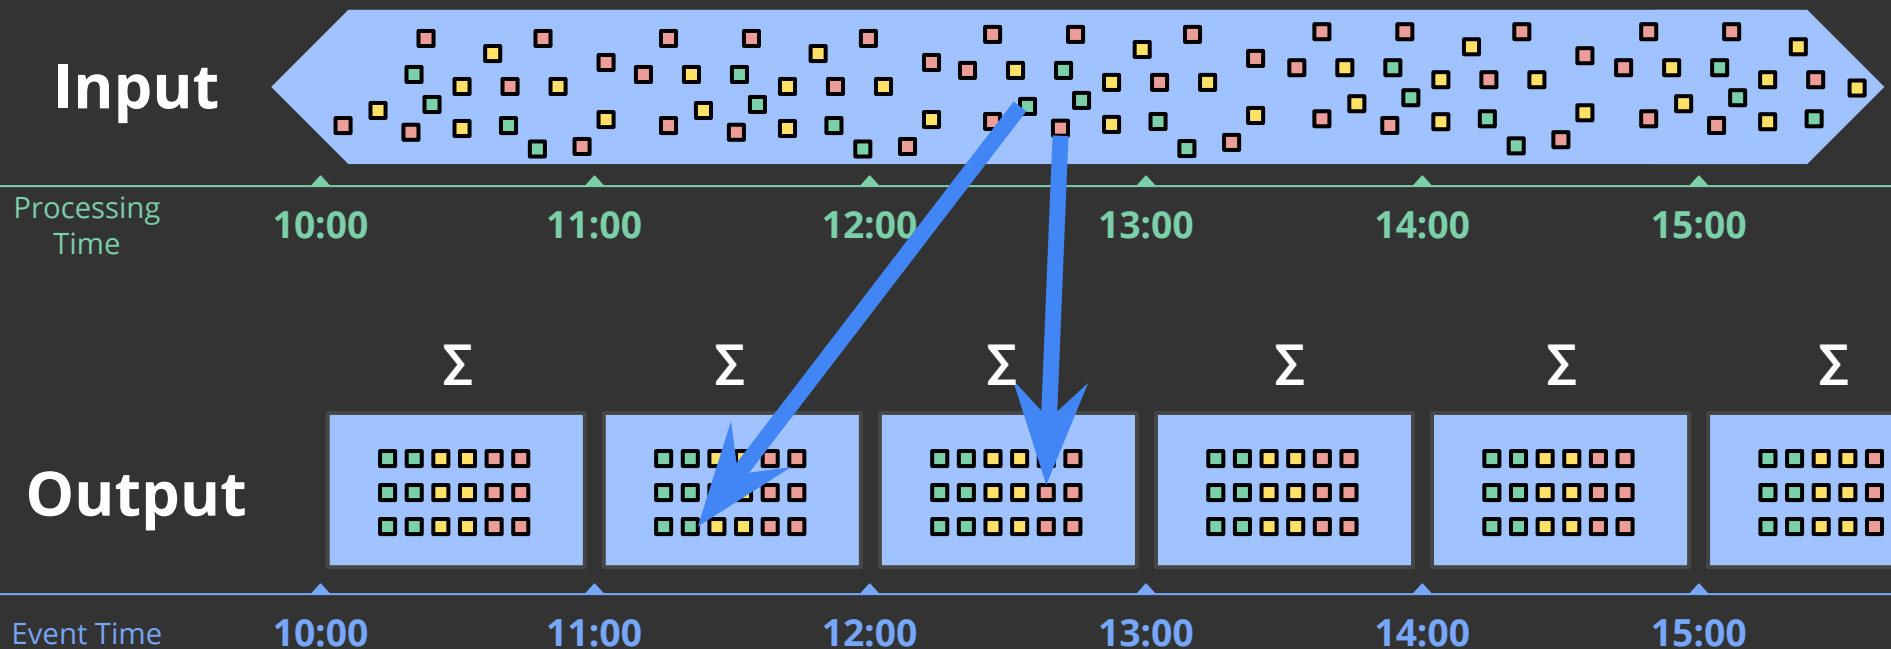 Input
Processing
Time
10:00 11:00 12:00 13:00 14:00 15:00
Σ Σ Σ Σ Σ Σ
Output
Event Time 10:00 11:00 12:00 13:00 14:00 15:00